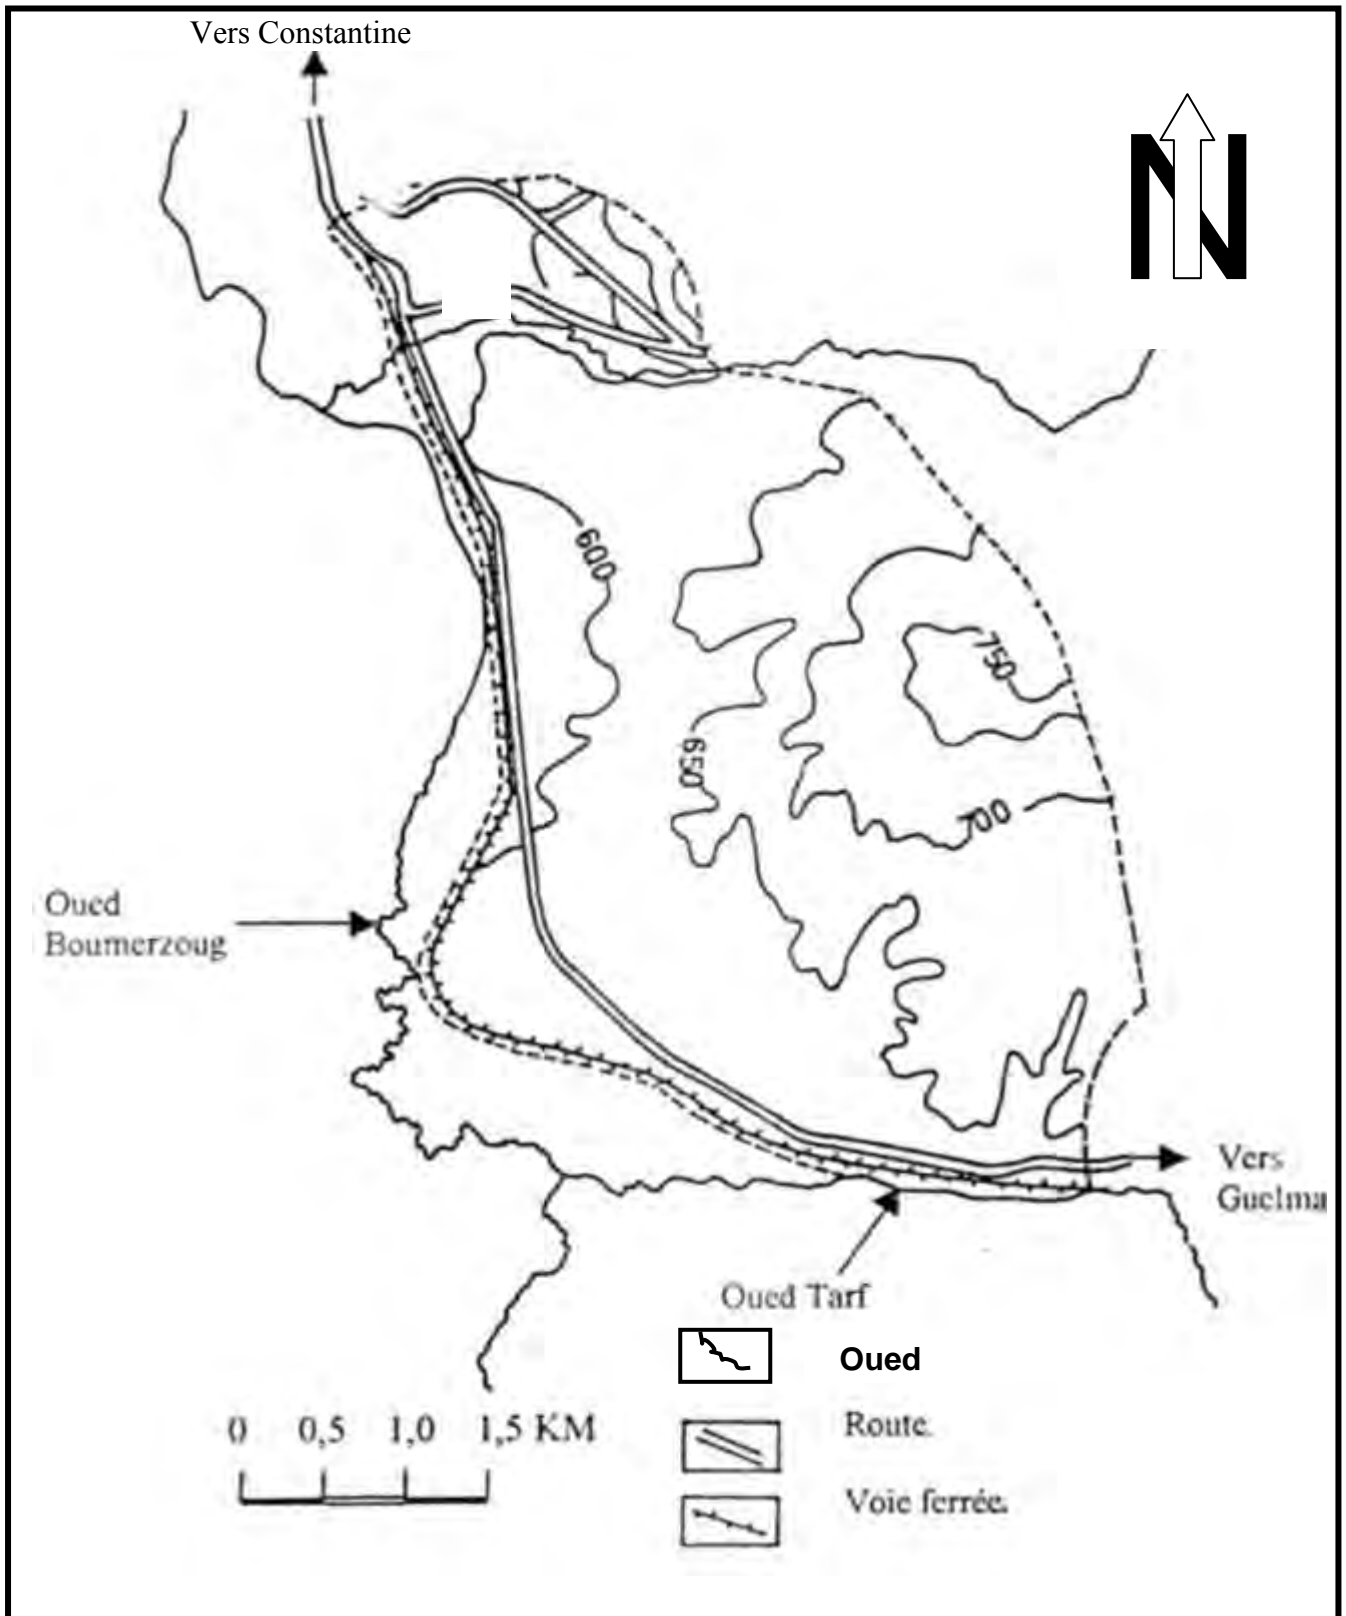 Vers Constantine
N
600
750
650
700
Oued
Boumerzoug
Vers
Guelma
Oued Tarf
Oued
0 0,5 1,0 1,5 KM
Route.
Voie ferrée.